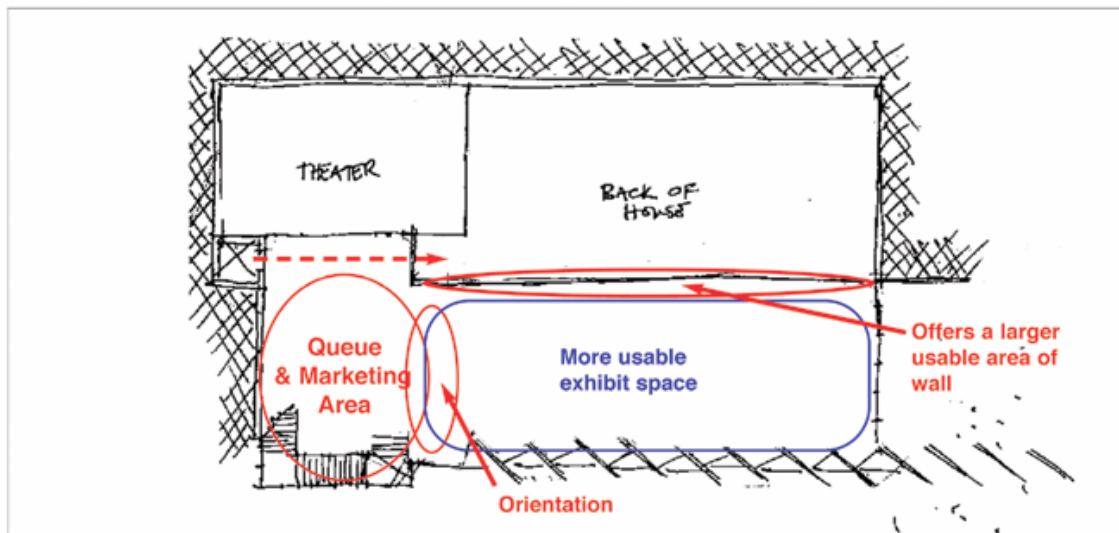 THEATER
BACK OF
HOUSE
Queue
& Marketing
Area
More usable
exhibit space
Offers a larger
usable area of
wall
Orientation